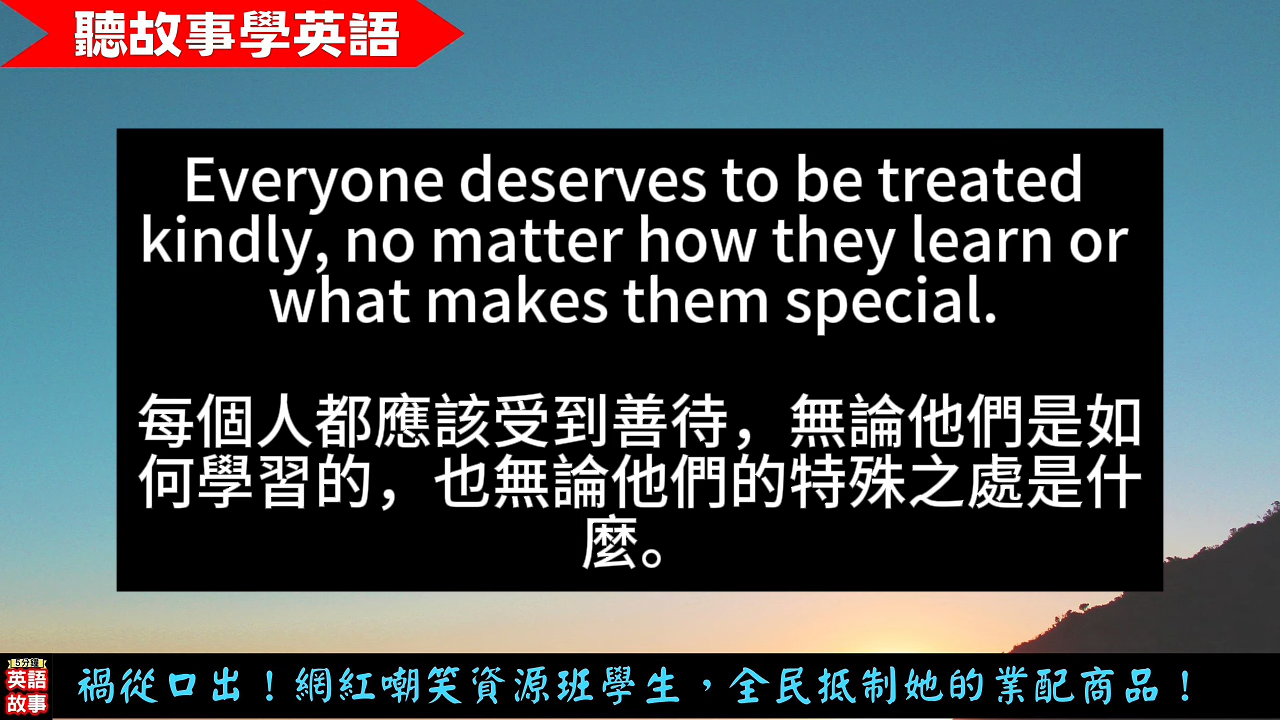 聽故事學英語
Everyone deserves to be treated
kindly, no matter how they learn or
what makes them special.
每個人都應該受到善待，無論他們是如
何學習的，也無論他們的特殊之處是什
麼。
5分鐘
英語
故事
禍從口出！網紅嘲笑資源班學生，全民抵制她的業配商品！